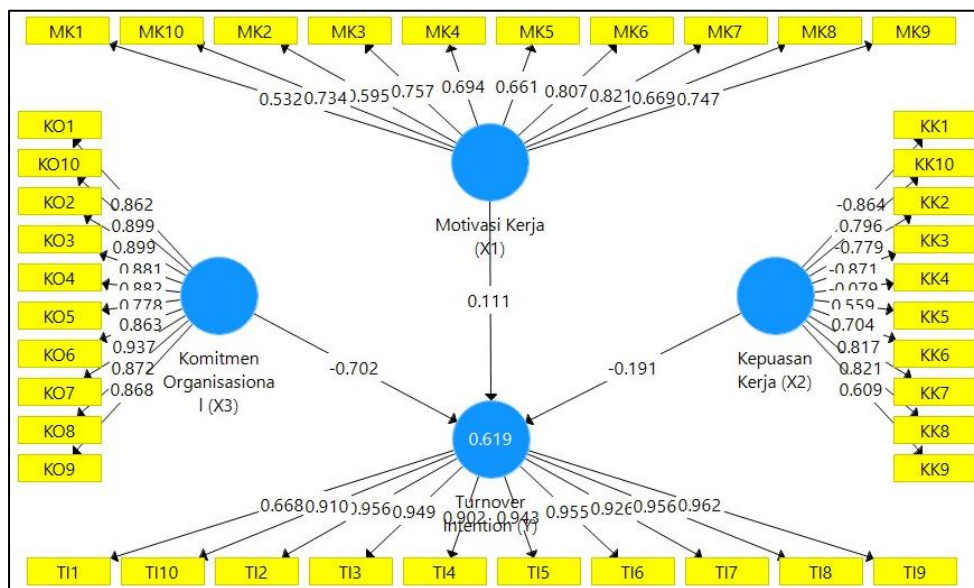 MK1 MK10 MK2 MK3 MK4 MK5 MK6 MK7 MK8 MK9
0.532 0.734 0.595 0.757 0.694 0.661 0.807 0.821 0.669 0.747
KO1
KO10
KO2
KO3
KO4
KO5
KO6
KO7
KO8
KO9
0.862
0.899
0.899
0.881
0.882
0.778
0.863
0.937
0.872
0.868
Motivasi Kerja
(X1)
0.111
KK1
KK10
KK2
KK3
KK4
KK5
KK6
KK7
KK8
KK9
-0.864
0.796
-0.779
-0.871
-0.079
0.559
0.704
0.817
0.821
0.609
Komitmen
Organisasiona
l (X3)
-0.702
Kepuasan
Kerja (X2)
-0.191
0.619
Turnover
Intention (Y)
0.668 0.910 0.956 0.949 0.902 0.943 0.955 0.926 0.956 0.962
TI1 TI10 TI2 TI3 TI4 TI5 TI6 TI7 TI8 TI9